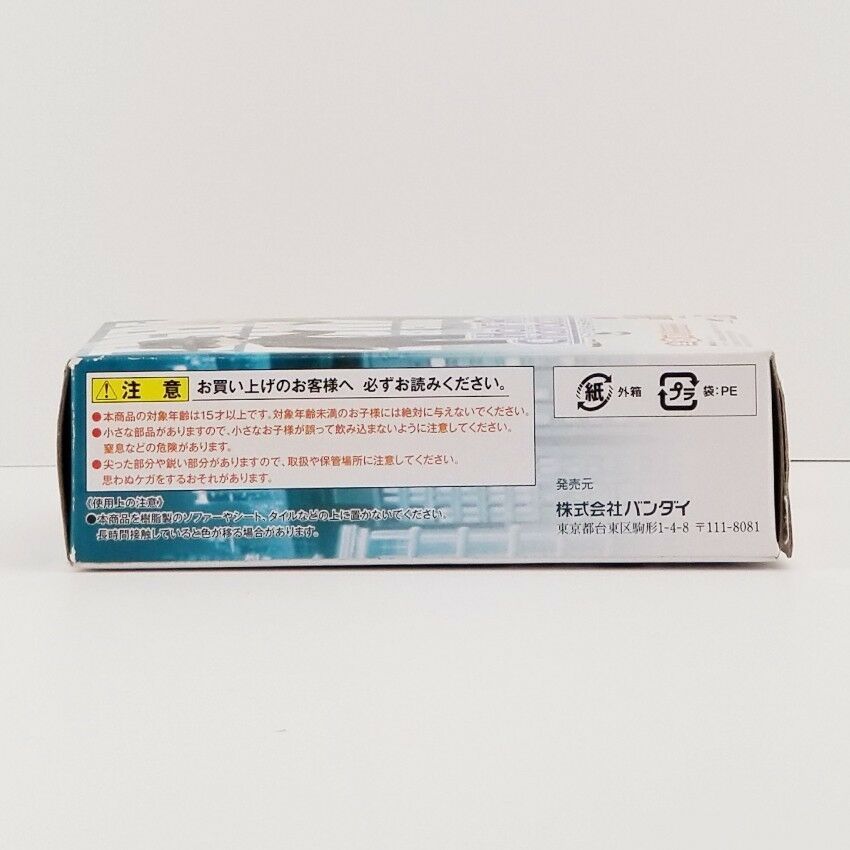 注意 お買い上げのお客様へ 必ずお読みください。
●本商品の対象年齢は15才以上です。対象年齢未満のお子様には絶対に与えないでください。
●小さな部品がありますので、小さなお子様が誤って飲み込まないように注意してください。
窒息などの危険があります。
●尖った部分や鋭い部分がありますので、取扱や保管場所に注意してください。
思わぬケガをするおそれがあります。
《使用上の注意》
●本商品を樹脂製のソファーやシート、タイルなどの上に置かないでください。
長時間接触していると色が移る場合があります。
紙 外箱 プラ 袋:PE
発売元
株式会社バンダイ
東京都台東区駒形1-4-8 〒111-8081